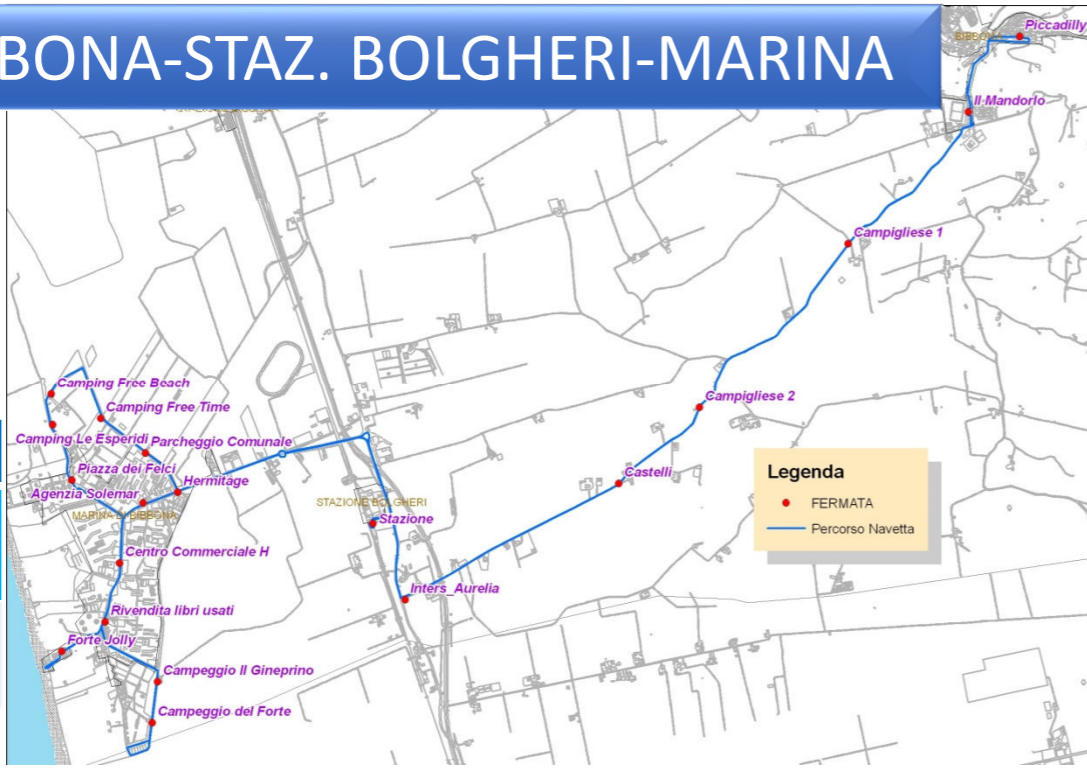 BONA-STAZ. BOLGHERI-MARINA
Piccadilly
Il Mandorlo
Campigliese 1
Camping Free Beach
Camping Free Time
Campigliese 2
Camping Le Esperidi
Parcheggio Comunale
Piazza dei Felci
Hermitage
Castelli
Agenzia Solemar
STAZIONE BOLGHERI
MARINA DI BIBBONA
Stazione
Centro Commerciale H
Inters_Aurelia
Rivendita libri usati
Forte Jolly
Campeggio Il Gineprino
Campeggio del Forte
Legenda
FERMATA
Percorso Navetta